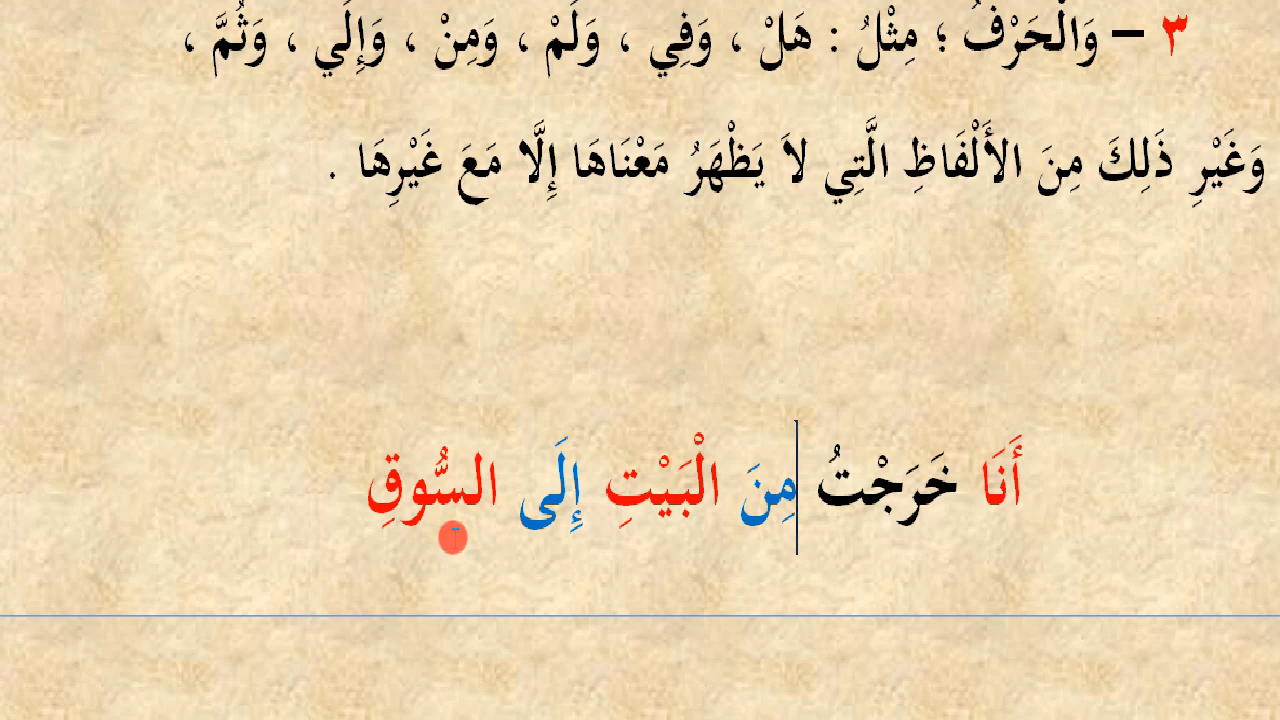 ٣ – وَالْحَرْفُ ؛ مِثْلُ : هَلْ ، وَفِي ، وَلَمْ ، وَمِنْ ، وَإِلَي ، وَثُمَّ ،
وَغَيْرِ ذَلِكَ مِنَ الأَلْفَاظِ الَّتِي لاَ يَظْهَرُ مَعْنَاهَا إِلَّا مَعَ غَيْرِهَا .
أَنَا خَرَجْتُ مِنَ الْبَيْتِ إِلَى السُّوقِ